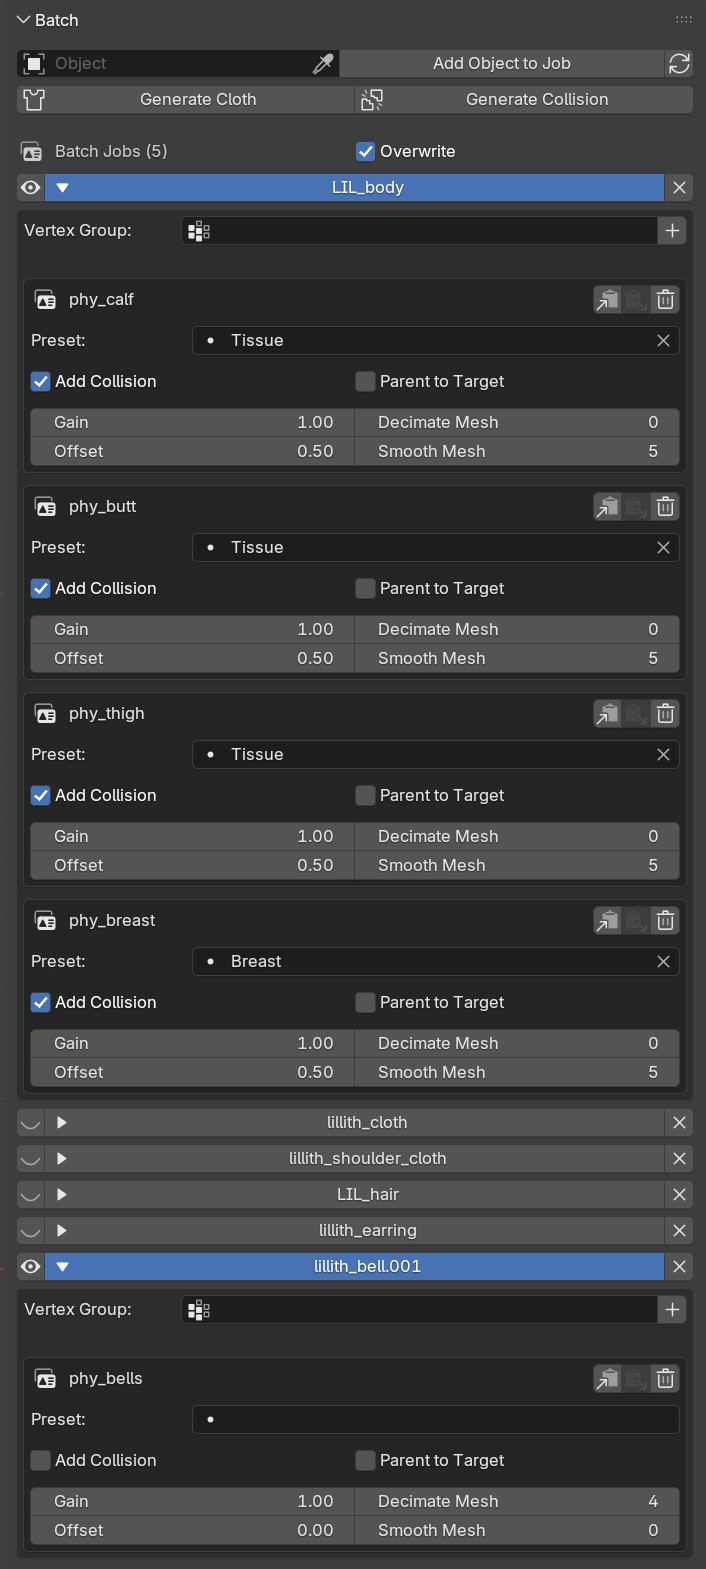 Batch
Object Add Object to Job
Generate Cloth Generate Collision
Batch Jobs (5) Overwrite
LIL_body
Vertex Group:
phy_calf
Preset: Tissue
Add Collision Parent to Target
Gain 1.00 Decimate Mesh 0
Offset 0.50 Smooth Mesh 5
phy_butt
Preset: Tissue
Add Collision Parent to Target
Gain 1.00 Decimate Mesh 0
Offset 0.50 Smooth Mesh 5
phy_thigh
Preset: Tissue
Add Collision Parent to Target
Gain 1.00 Decimate Mesh 0
Offset 0.50 Smooth Mesh 5
phy_breast
Preset: Breast
Add Collision Parent to Target
Gain 1.00 Decimate Mesh 0
Offset 0.50 Smooth Mesh 5
lillith_cloth
lillith_shoulder_cloth
LIL_hair
lillith_earring
lillith_bell.001
Vertex Group:
phy_bells
Preset:
Add Collision Parent to Target
Gain 1.00 Decimate Mesh 4
Offset 0.00 Smooth Mesh 0